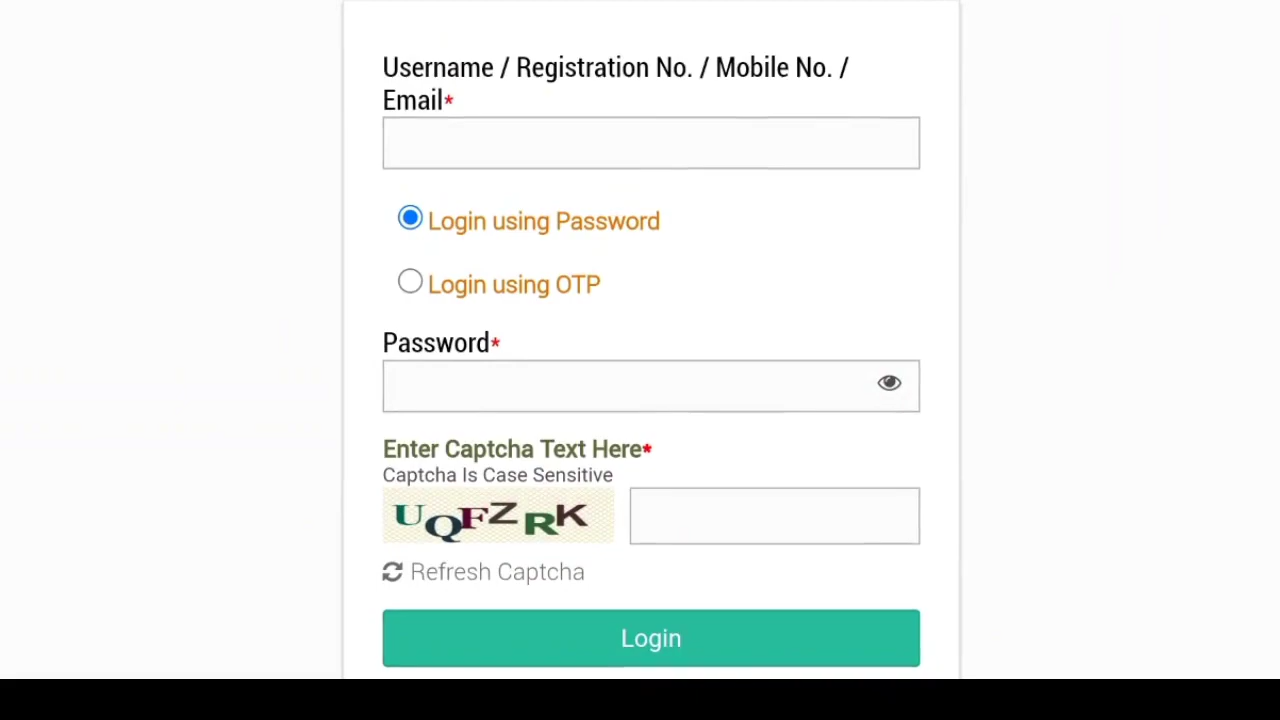 Username / Registration No. / Mobile No. /
Email*
Login using Password
Login using OTP
Password*
Enter Captcha Text Here*
Captcha Is Case Sensitive
UQFZRK
Refresh Captcha
Login